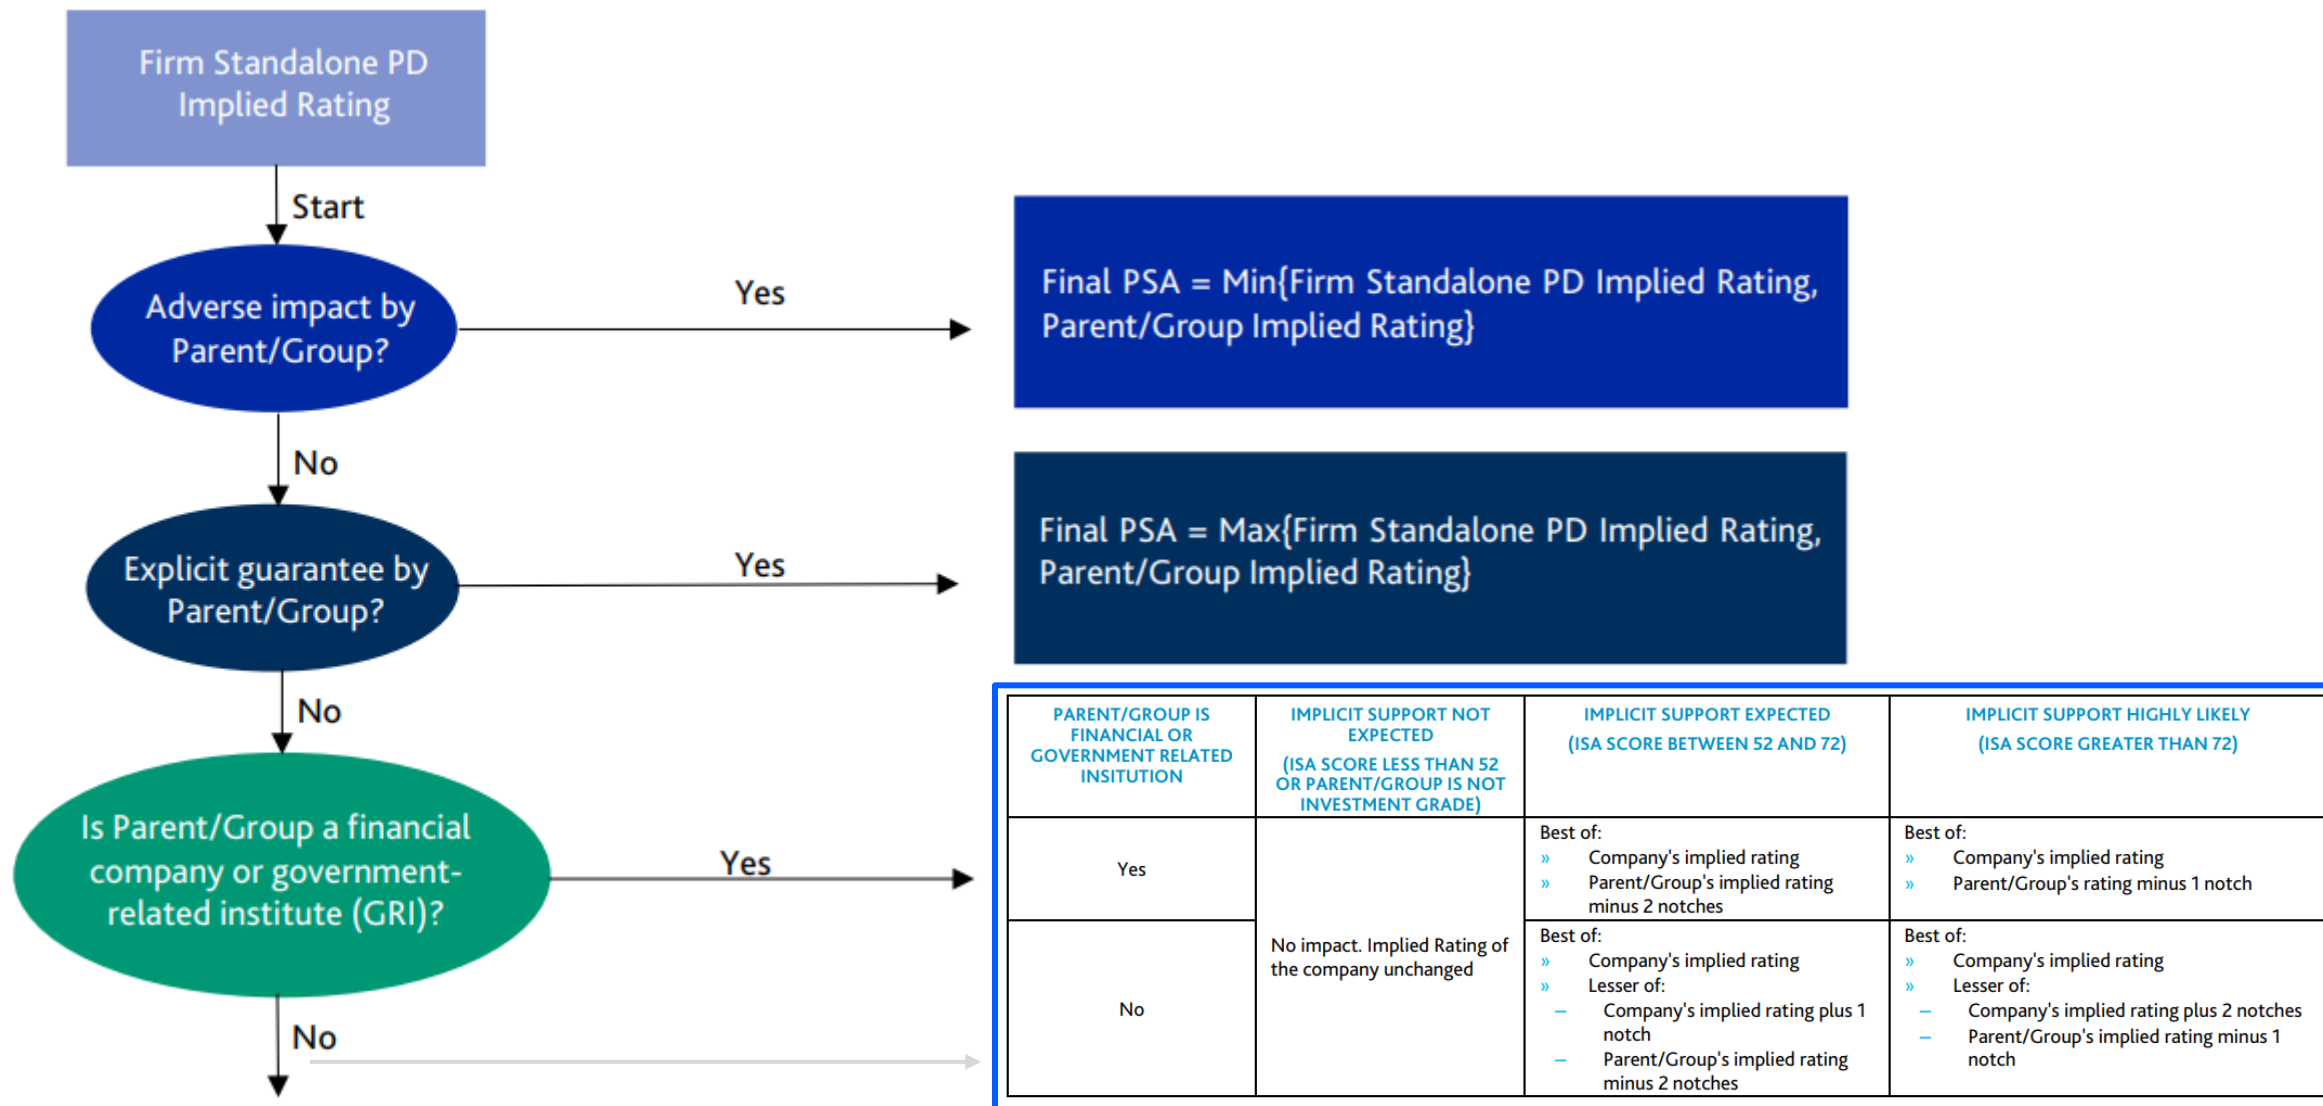 Firm Standalone PD
Implied Rating
Start
Adverse impact by
Parent/Group?
Yes
Final PSA = Min{Firm Standalone PD Implied Rating,
Parent/Group Implied Rating}
No
Explicit guarantee by
Parent/Group?
Yes
Final PSA = Max{Firm Standalone PD Implied Rating,
Parent/Group Implied Rating}
No
Is Parent/Group a financial
company or government-
related institute (GRI)?
Yes
No
PARENT/GROUP IS
FINANCIAL OR
GOVERNMENT RELATED
INSITUTION
IMPLICIT SUPPORT NOT
EXPECTED
(ISA SCORE LESS THAN 52
OR PARENT/GROUP IS NOT
INVESTMENT GRADE)
IMPLICIT SUPPORT EXPECTED
(ISA SCORE BETWEEN 52 AND 72)
IMPLICIT SUPPORT HIGHLY LIKELY
(ISA SCORE GREATER THAN 72)
Yes
No impact. Implied Rating of
the company unchanged
Best of:
» Company's implied rating
» Parent/Group's implied rating
minus 2 notches
Best of:
» Company's implied rating
» Parent/Group's rating minus 1 notch
No
Best of:
» Company's implied rating
» Lesser of:
– Company's implied rating plus 1
notch
– Parent/Group's implied rating
minus 2 notches
Best of:
» Company's implied rating
» Lesser of:
– Company's implied rating plus 2 notches
– Parent/Group's implied rating minus 1
notch